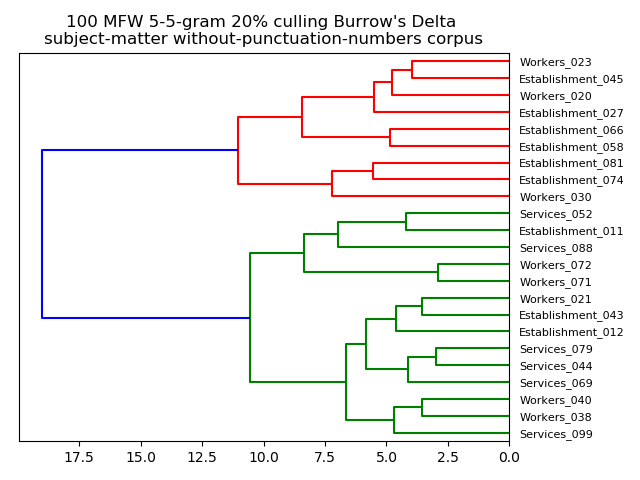 100 MFW 5-5-gram 20% culling Burrow's Delta
subject-matter without-punctuation-numbers corpus
Workers_023
Establishment_045
Workers_020
Establishment_027
Establishment_066
Establishment_058
Establishment_081
Establishment_074
Workers_030
Services_052
Establishment_011
Services_088
Workers_072
Workers_071
Workers_021
Establishment_043
Establishment_012
Services_079
Services_044
Services_069
Workers_040
Workers_038
Services_099
17.5 15.0 12.5 10.0 7.5 5.0 2.5 0.0